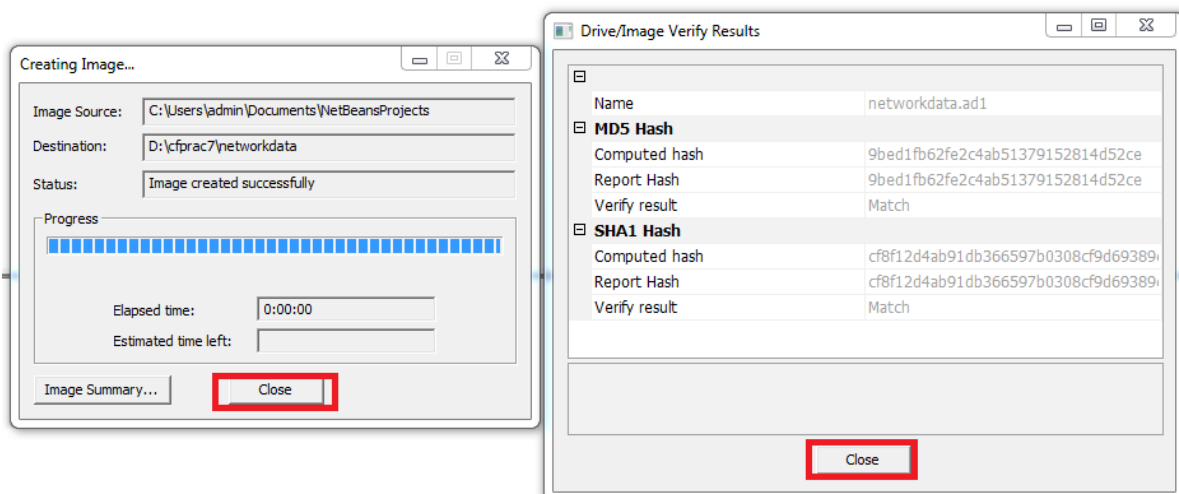 Creating Image...
Image Source: C:\Users\admin\Documents\NetBeansProjects
Destination: D:\cfprac7\networkdata
Status: Image created successfully
Progress
Elapsed time: 0:00:00
Estimated time left:
Image Summary... Close
Drive/Image Verify Results
Name networkdata.ad1
MD5 Hash
Computed hash 9bed1fb62fe2c4ab51379152814d52ce
Report Hash 9bed1fb62fe2c4ab51379152814d52ce
Verify result Match
SHA1 Hash
Computed hash cf8f12d4ab91db366597b0308cf9d69389
Report Hash cf8f12d4ab91db366597b0308cf9d69389
Verify result Match
Close